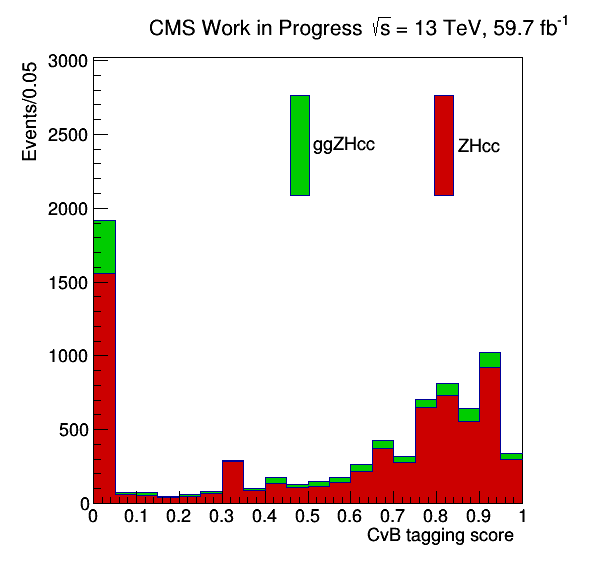 CMS Work in Progress √s = 13 TeV, 59.7 fb⁻¹
Events/0.05
3000
2500
2000
1500
1000
500
0
ggZHcc
ZHcc
0 0.1 0.2 0.3 0.4 0.5 0.6 0.7 0.8 0.9 1
CvB tagging score